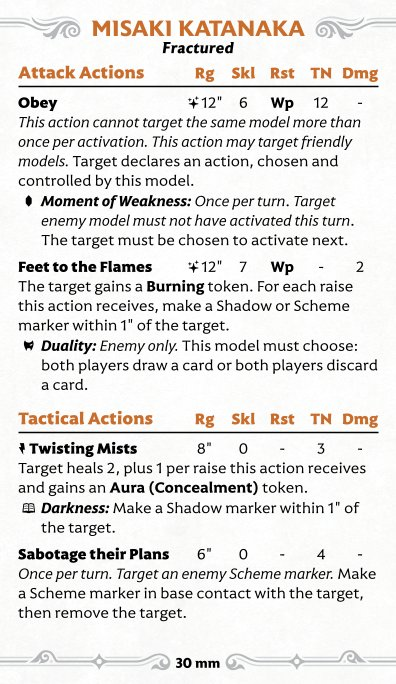 MISAKI KATANAKA
Fractured
Attack Actions Rg Skl Rst TN Dmg
Obey 12" 6 Wp 12 -
This action cannot target the same model more than
once per activation. This action may target friendly
models. Target declares an action, chosen and
controlled by this model.
Moment of Weakness: Once per turn. Target
enemy model must not have activated this turn.
The target must be chosen to activate next.
Feet to the Flames 12" 7 Wp - 2
The target gains a Burning token. For each raise
this action receives, make a Shadow or Scheme
marker within 1" of the target.
Duality: Enemy only. This model must choose:
both players draw a card or both players discard
a card.
Tactical Actions Rg Skl Rst TN Dmg
Twisting Mists 8" 0 - 3 -
Target heals 2, plus 1 per raise this action receives
and gains an Aura (Concealment) token.
Darkness: Make a Shadow marker within 1" of
the target.
Sabotage their Plans 6" 0 - 4 -
Once per turn. Target an enemy Scheme marker. Make
a Scheme marker in base contact with the target,
then remove the target.
30 mm